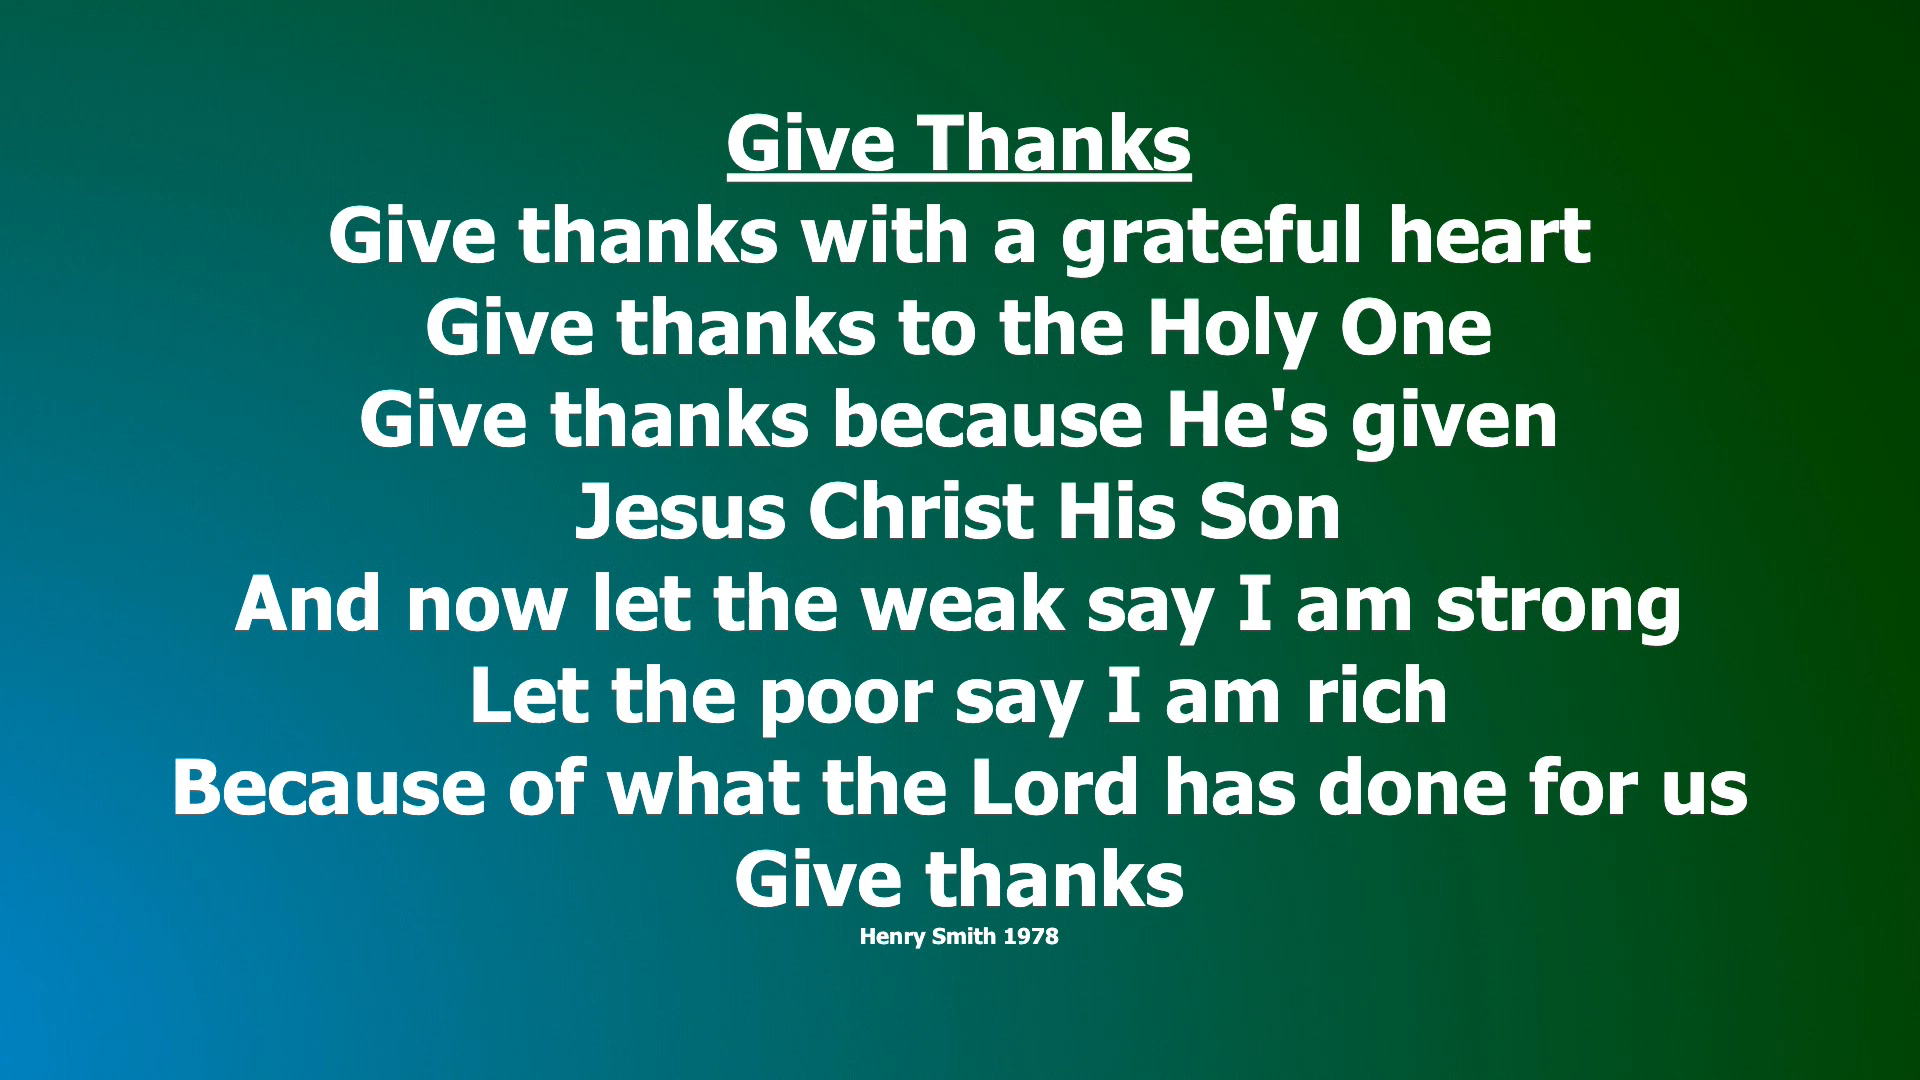 Give Thanks
Give thanks with a grateful heart
Give thanks to the Holy One
Give thanks because He's given
Jesus Christ His Son
And now let the weak say I am strong
Let the poor say I am rich
Because of what the Lord has done for us
Give thanks
Henry Smith 1978